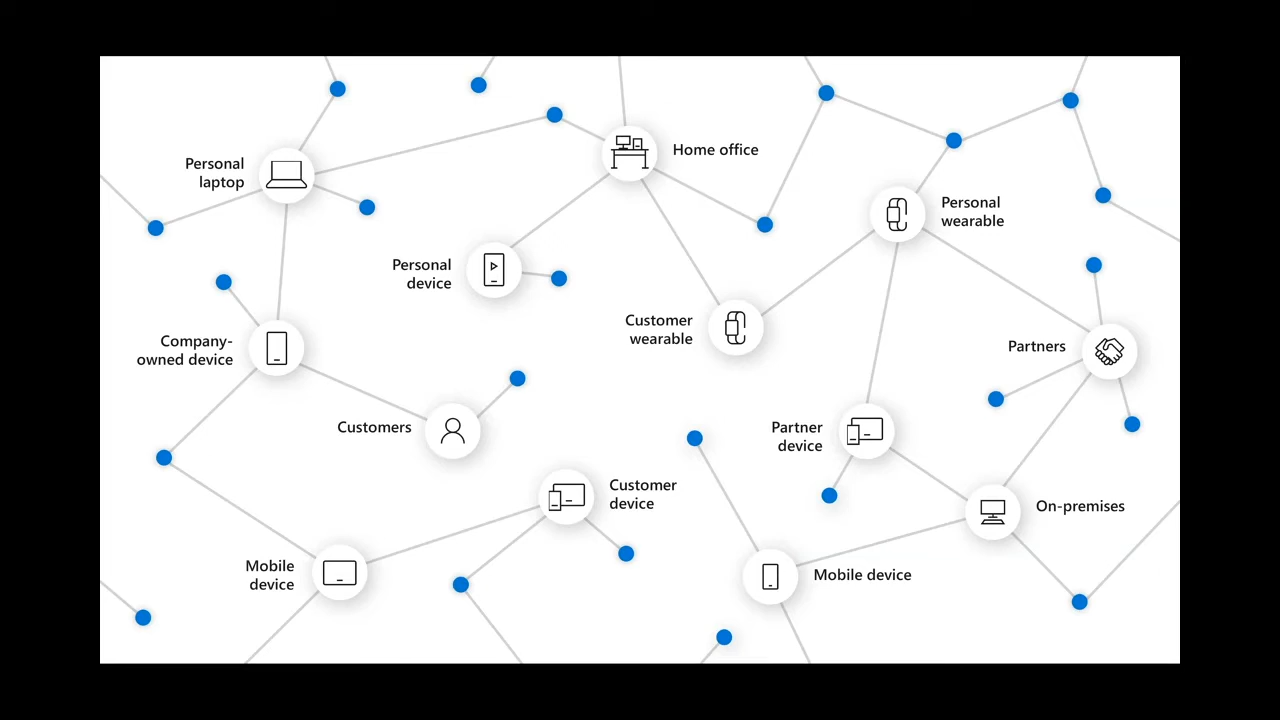 Home office
Personal
laptop
Personal
wearable
Personal
device
Customer
wearable
Company-
owned device
Partners
Customers
Partner
device
Customer
device
On-premises
Mobile
device
Mobile device